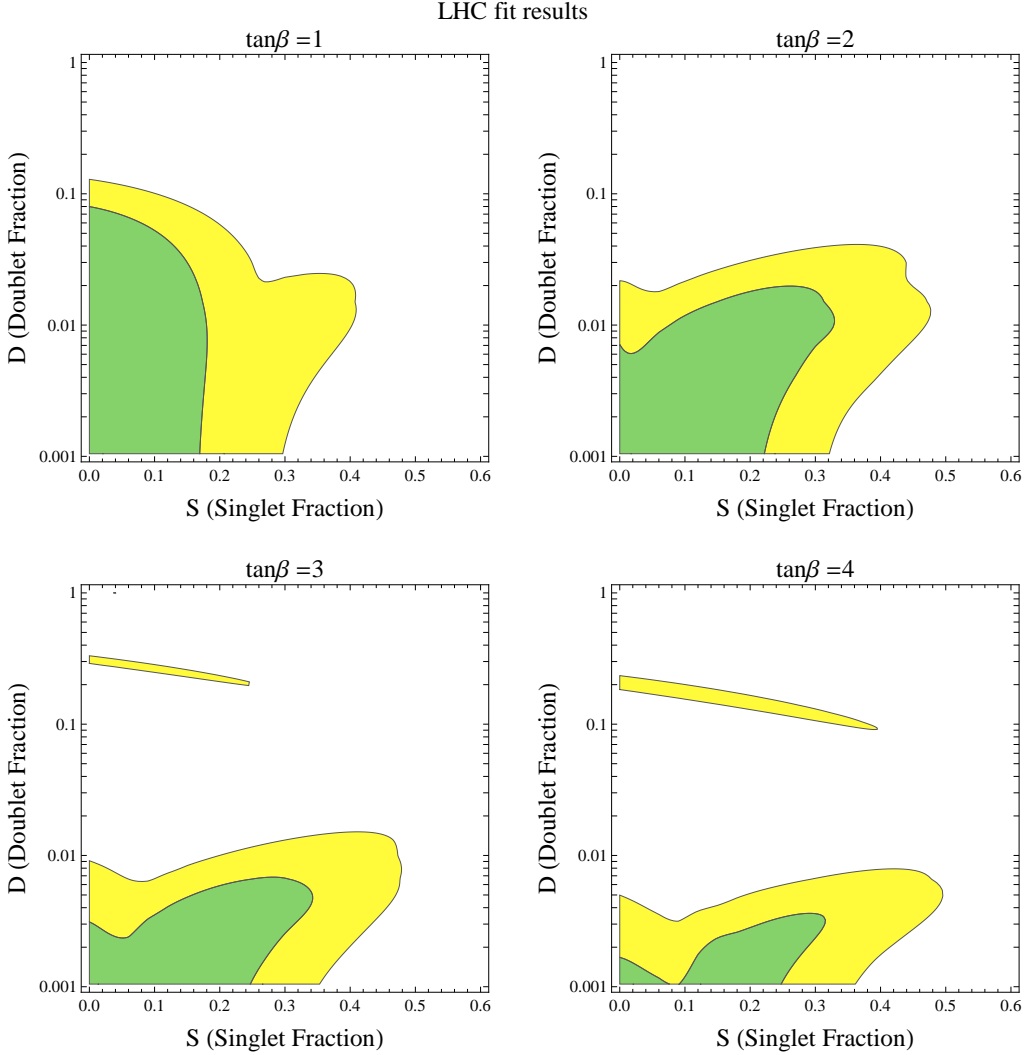 LHC fit results
tanβ =1
1
0.1
0.01
0.001
D (Doublet Fraction)
0.0 0.1 0.2 0.3 0.4 0.5 0.6
S (Singlet Fraction)
tanβ =2
1
0.1
0.01
0.001
D (Doublet Fraction)
0.0 0.1 0.2 0.3 0.4 0.5 0.6
S (Singlet Fraction)
tanβ =3
1
0.1
0.01
0.001
D (Doublet Fraction)
0.0 0.1 0.2 0.3 0.4 0.5 0.6
S (Singlet Fraction)
tanβ =4
1
0.1
0.01
0.001
D (Doublet Fraction)
0.0 0.1 0.2 0.3 0.4 0.5 0.6
S (Singlet Fraction)